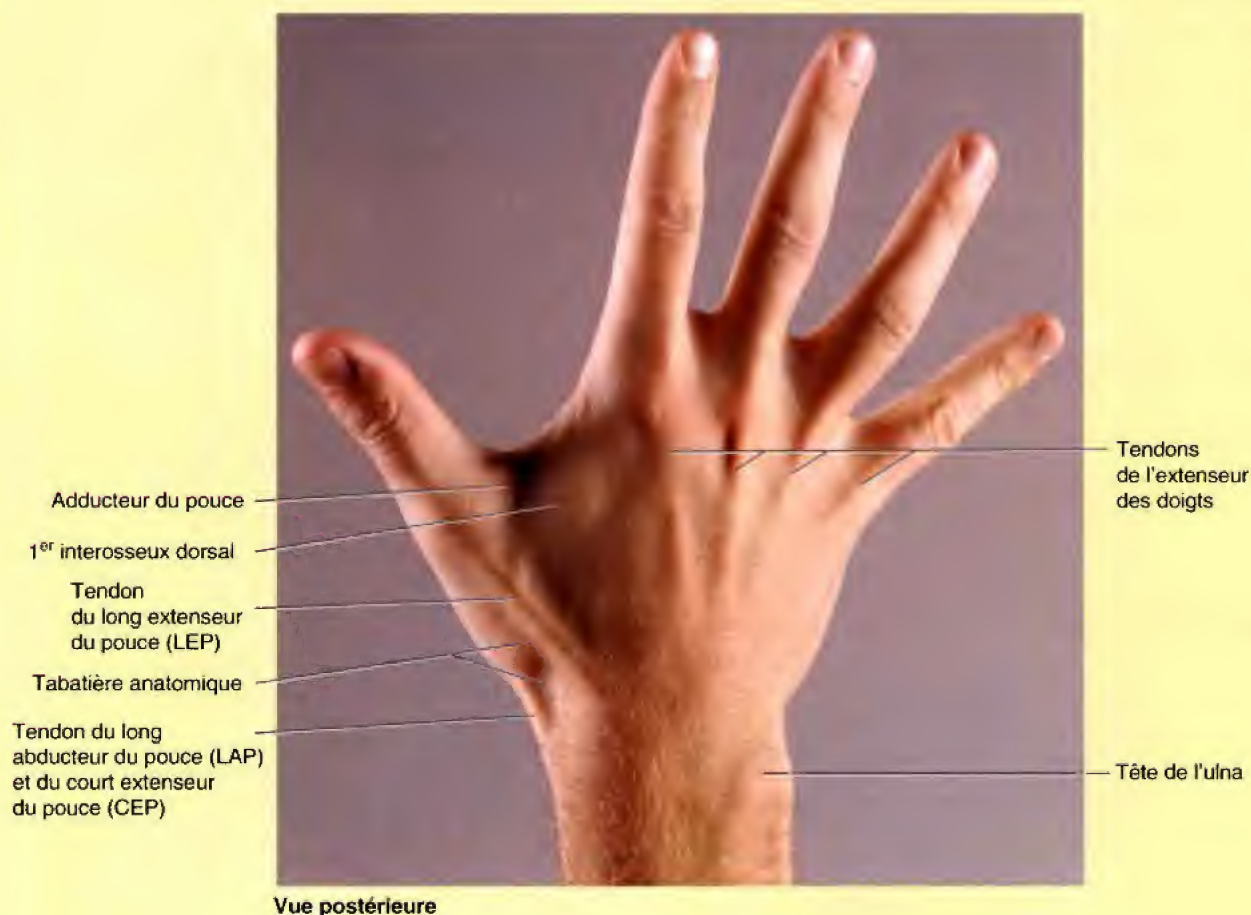 Adducteur du pouce
1er interosseux dorsal
Tendon
du long extenseur
du pouce (LEP)
Tabatière anatomique
Tendon du long
abducteur du pouce (LAP)
et du court extenseur
du pouce (CEP)
Tendons
de l'extenseur
des doigts
Tête de l'ulna
Vue postérieure